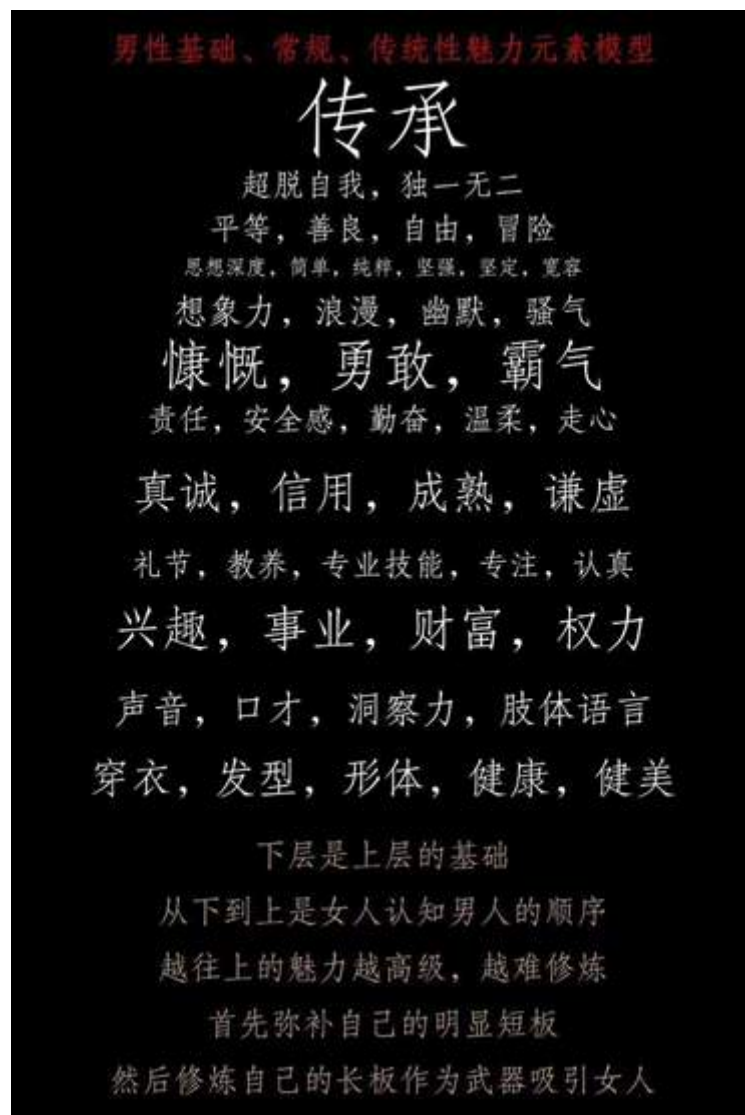 男性基础、常规、传统性魅力元素模型
传承
超脱自我，独一无二
平等，善良，自由，冒险
思想深度，简单，纯粹，坚强，坚定，宽容
想象力，浪漫，幽默，骚气
慷慨，勇敢，霸气
责任，安全感，勤奋，温柔，走心
真诚，信用，成熟，谦虚
礼节，教养，专业技能，专注，认真
兴趣，事业，财富，权力
声音，口才，洞察力，肢体语言
穿衣，发型，形体，健康，健美
下层是上层的基础
从下到上是女人认知男人的顺序
越往上的魅力越高级，越难修炼
首先弥补自己的明显短板
然后修炼自己的长板作为武器吸引女人